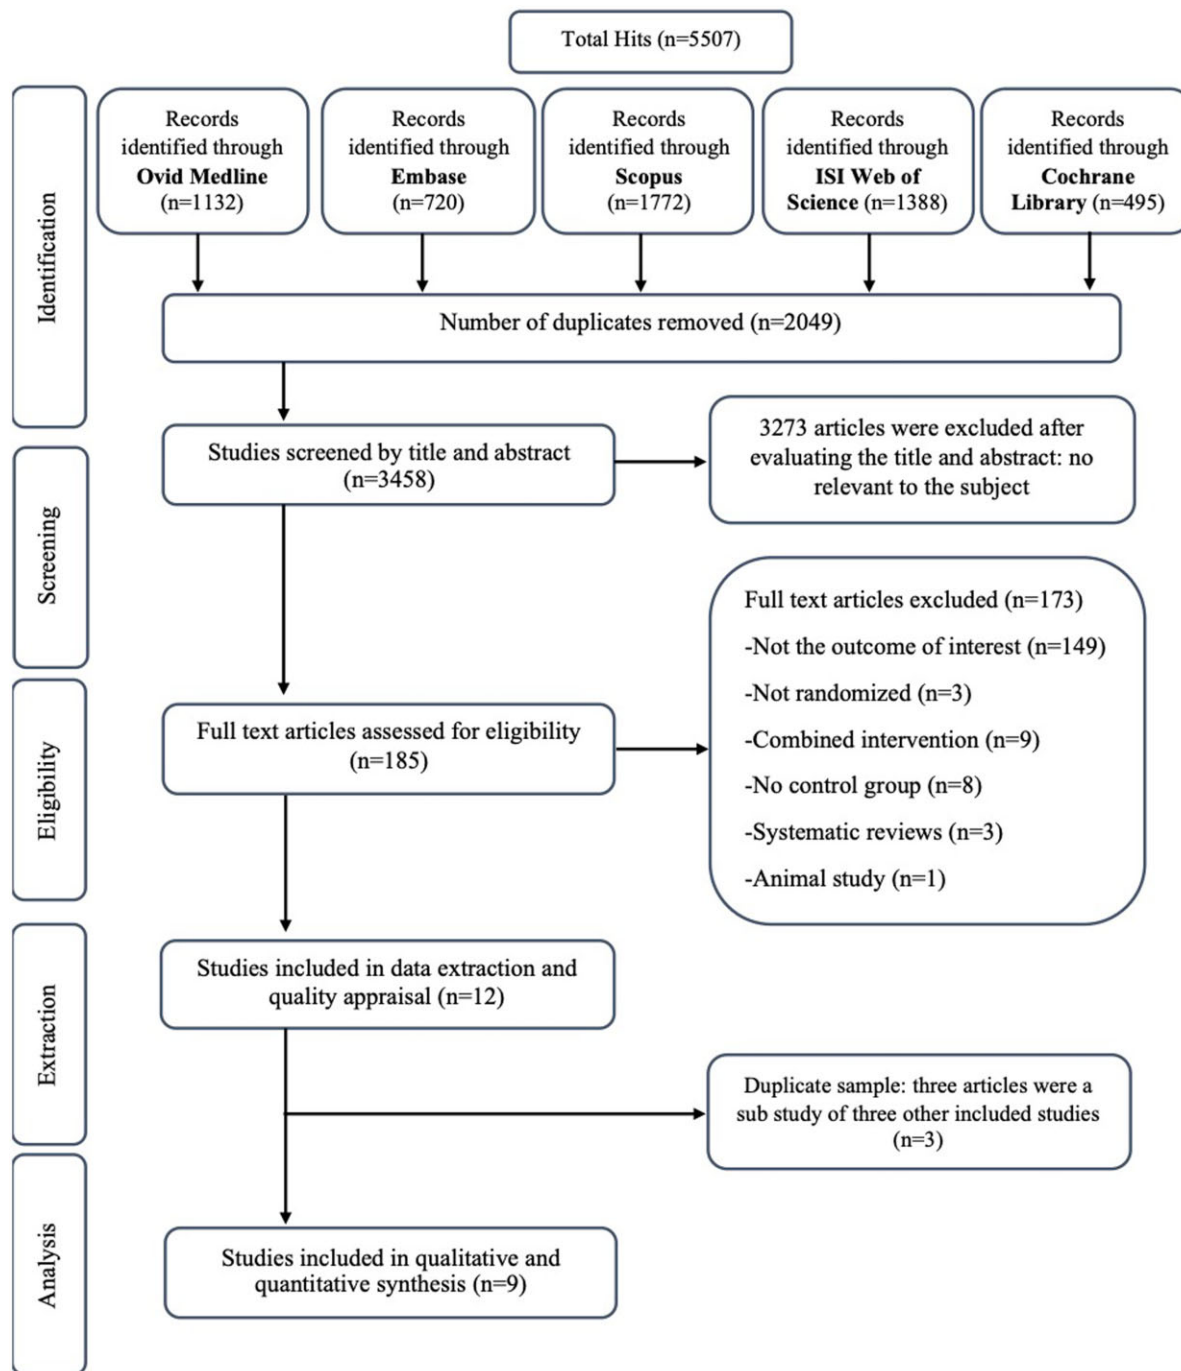 Total Hits (n=5507)
Identification
Records
identified through
Ovid Medline
(n=1132)
Records
identified through
Embase
(n=720)
Records
identified through
Scopus
(n=1772)
Records
identified through
ISI Web of
Science (n=1388)
Records
identified through
Cochrane
Library (n=495)
Number of duplicates removed (n=2049)
Screening
Studies screened by title and abstract
(n=3458)
3273 articles were excluded after
evaluating the title and abstract: no
relevant to the subject
Eligibility
Full text articles assessed for eligibility
(n=185)
Full text articles excluded (n=173)
-Not the outcome of interest (n=149)
-Not randomized (n=3)
-Combined intervention (n=9)
-No control group (n=8)
-Systematic reviews (n=3)
-Animal study (n=1)
Extraction
Studies included in data extraction and
quality appraisal (n=12)
Duplicate sample: three articles were a
sub study of three other included studies
(n=3)
Analysis
Studies included in qualitative and
quantitative synthesis (n=9)